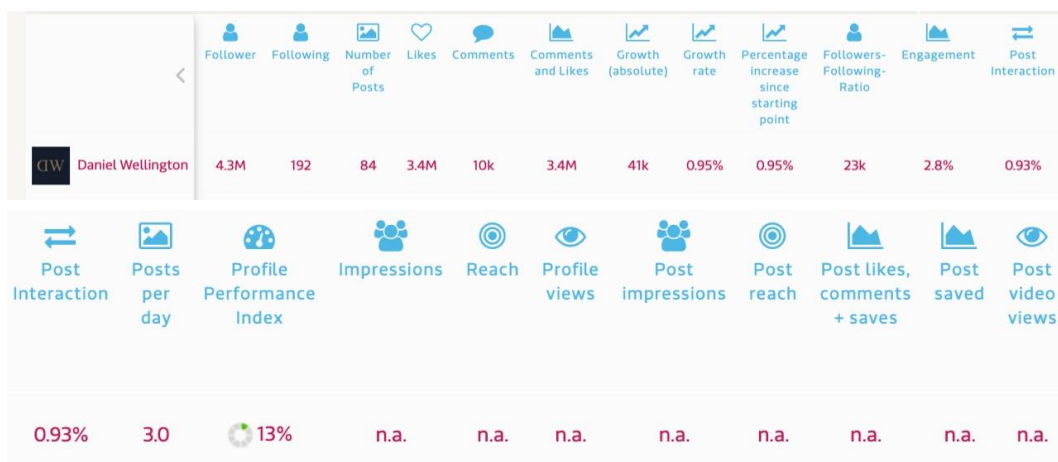 Follower Following Number Likes Comments Comments Growth Growth Percentage Followers- Engagement Post
of and Likes (absolute) rate increase Following- Interaction
Posts since Ratio
starting
point
DW Daniel Wellington 4.3M 192 84 3.4M 10k 3.4M 41k 0.95% 0.95% 23k 2.8% 0.93%
Post Posts Profile Impressions Reach Profile Post Post Post likes, Post Post
Interaction per Performance views impressions reach comments saved video
day Index + saves views
0.93% 3.0 13% n.a. n.a. n.a. n.a. n.a. n.a. n.a. n.a.